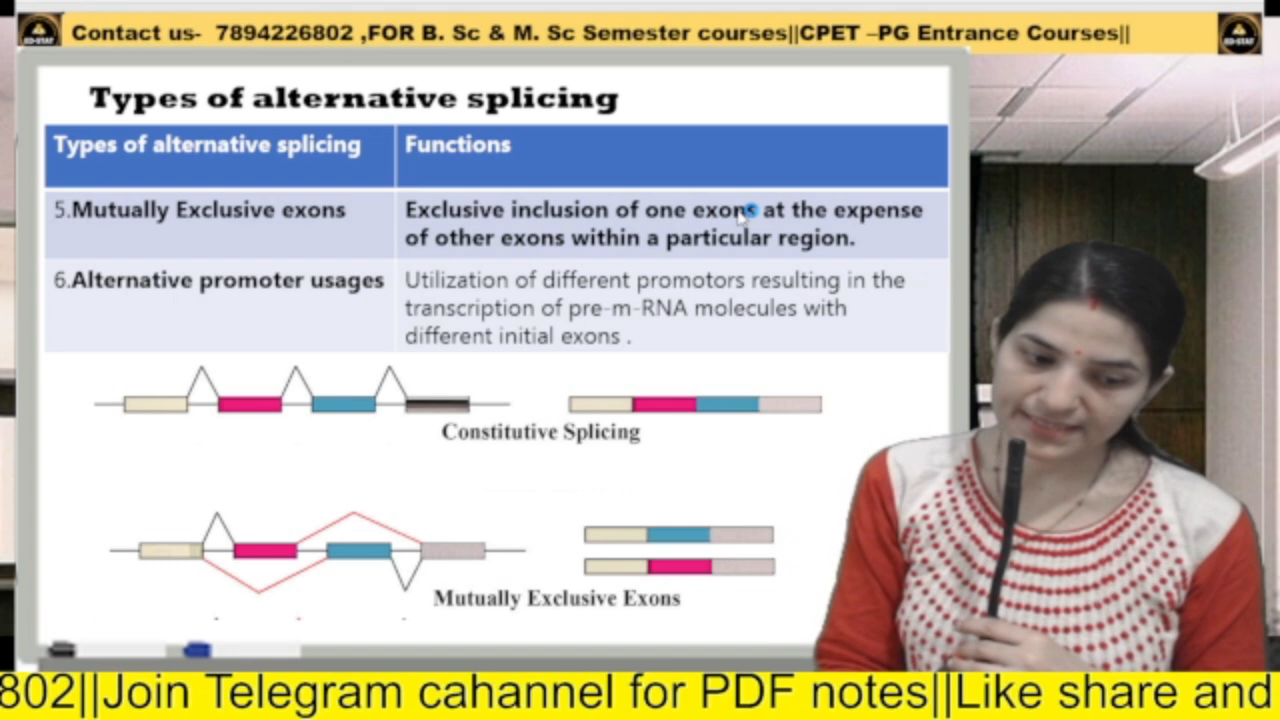 Contact us- 7894226802 ,FOR B. Sc & M. Sc Semester courses||CPET –PG Entrance Courses||
ED-STAT
Types of alternative splicing
Types of alternative splicing
Functions
5.Mutually Exclusive exons
Exclusive inclusion of one exons at the expense
of other exons within a particular region.
6.Alternative promoter usages
Utilization of different promotors resulting in the
transcription of pre-m-RNA molecules with
different initial exons .
Constitutive Splicing
Mutually Exclusive Exons
802||Join Telegram cahannel for PDF notes||Like share and